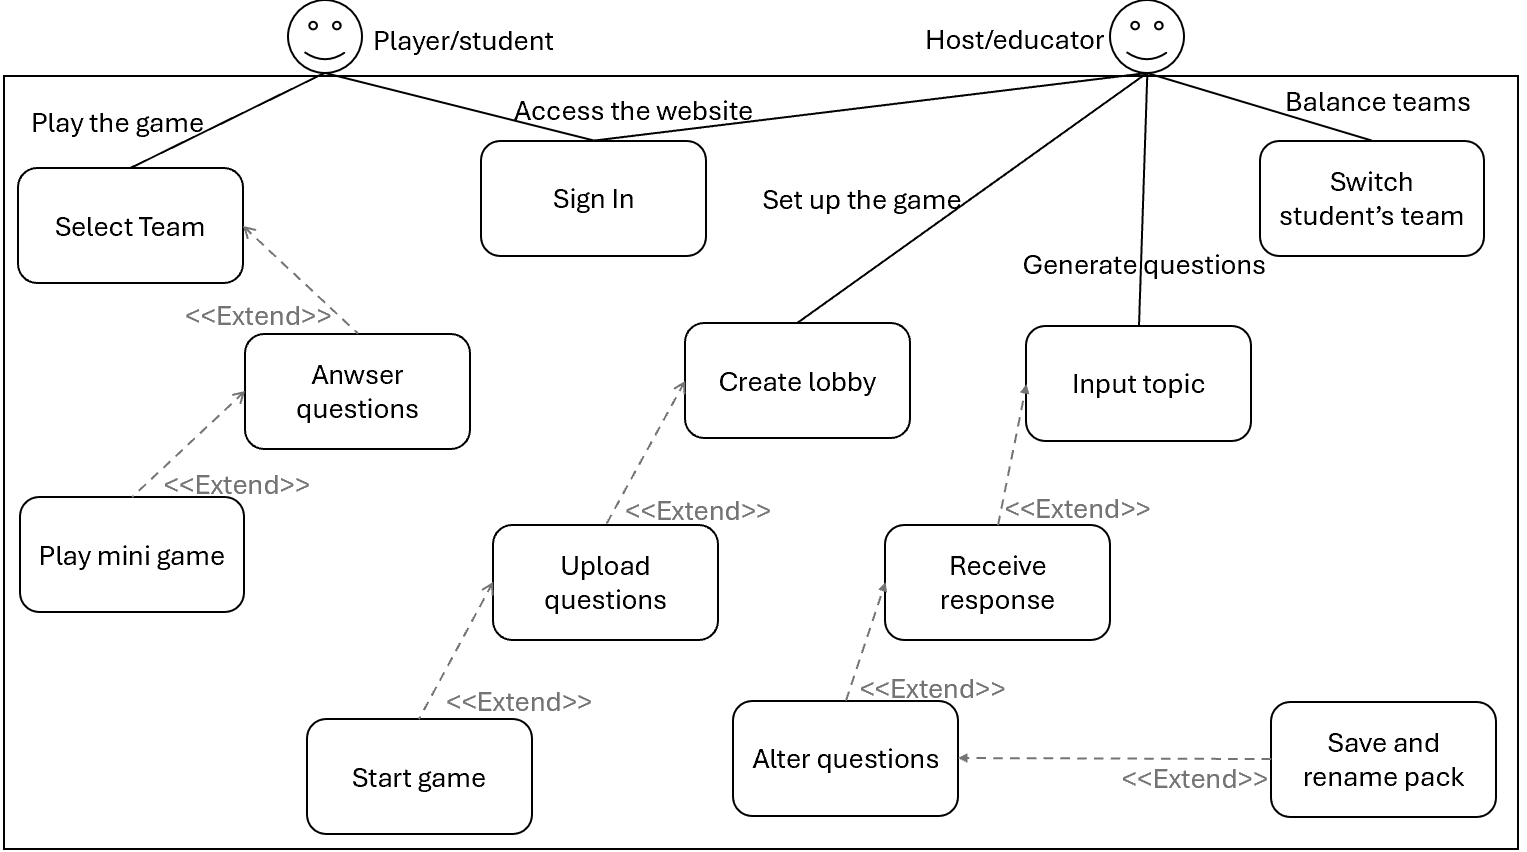 Player/student
Host/educator
Play the game
Access the website
Balance teams
Select Team
Sign In
Set up the game
Switch
student’s team
Generate questions
<<Extend>>
Anwser
questions
Create lobby
Input topic
<<Extend>>
Play mini game
<<Extend>>
Upload
questions
<<Extend>>
Receive
response
<<Extend>>
Start game
<<Extend>>
Alter questions
<<Extend>>
Save and
rename pack